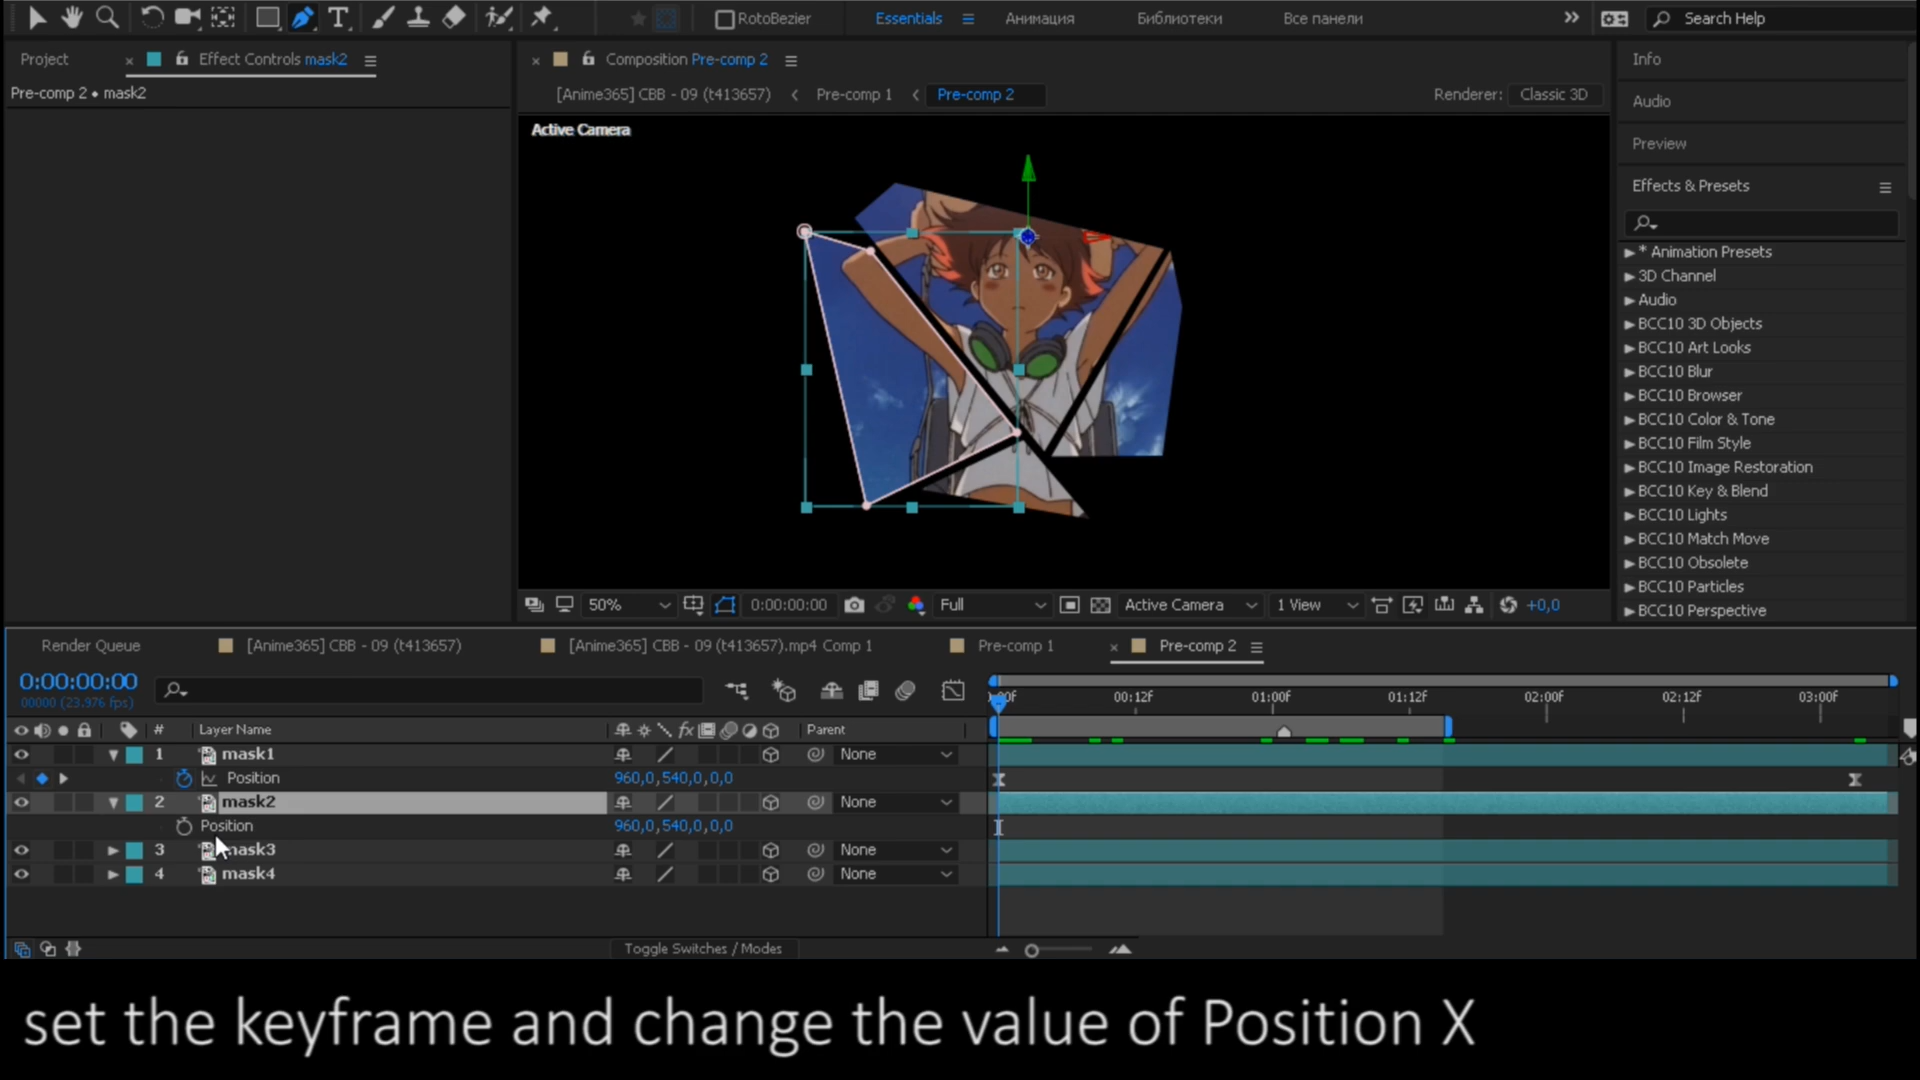 RotoBezier
Essentials
Анимация
Библиотеки
Все панели
Search Help
Project
Effect Controls mask2
Composition Pre-comp 2
Info
Pre-comp 2 • mask2
[Anime365] CBB - 09 (t413657)
Pre-comp 1
Pre-comp 2
Renderer:
Classic 3D
Audio
Active Camera
Preview
Effects & Presets
* Animation Presets
3D Channel
Audio
BCC10 3D Objects
BCC10 Art Looks
BCC10 Blur
BCC10 Browser
BCC10 Color & Tone
BCC10 Film Style
BCC10 Image Restoration
BCC10 Key & Blend
BCC10 Lights
BCC10 Match Move
BCC10 Obsolete
BCC10 Particles
BCC10 Perspective
50%
0:00:00:00
Full
Active Camera
1 View
+0,0
Render Queue
[Anime365] CBB - 09 (t413657)
[Anime365] CBB - 09 (t413657).mp4 Comp 1
Pre-comp 1
Pre-comp 2
0:00:00:00
00000 (23.976 fps)
00:12f
01:00f
01:12f
02:00f
02:12f
03:00f
#
Layer Name
Parent
1 mask1 None
Position 960,0,540,0,0,0
2 mask2 None
Position 960,0,540,0,0,0
3 mask3 None
4 mask4 None
Toggle Switches / Modes
set the keyframe and change the value of Position X